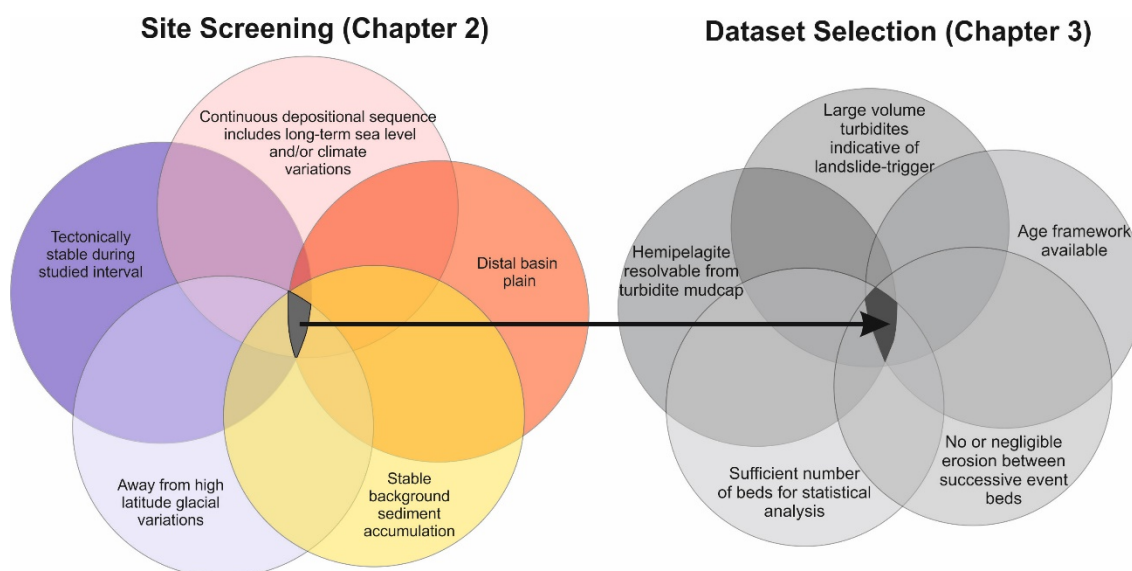 Site Screening (Chapter 2)
Continuous depositional sequence
includes long-term sea level
and/or climate
variations
Tectonically
stable during
studied interval
Distal basin
plain
Away from high
latitude glacial
variations
Stable
background
sediment
accumulation
Dataset Selection (Chapter 3)
Large volume
turbidites
indicative of
landslide-trigger
Hemipelagite
resolvable from
turbidite mudcap
Age framework
available
Sufficient number
of beds for statistical
analysis
No or negligible
erosion between
successive event
beds